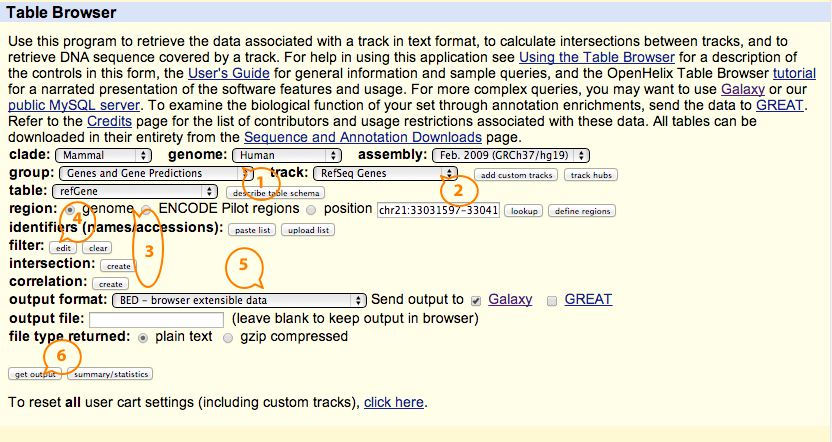 Table Browser
Use this program to retrieve the data associated with a track in text format, to calculate intersections between tracks, and to
retrieve DNA sequence covered by a track. For help in using this application see Using the Table Browser for a description of
the controls in this form, the User's Guide for general information and sample queries, and the OpenHelix Table Browser tutorial
for a narrated presentation of the software features and usage. For more complex queries, you may want to use Galaxy or our
public MySQL server. To examine the biological function of your set through annotation enrichments, send the data to GREAT.
Refer to the Credits page for the list of contributors and usage restrictions associated with these data. All tables can be
downloaded in their entirety from the Sequence and Annotation Downloads page.
clade: Mammal genome: Human assembly: Feb. 2009 (GRCh37/hg19)
group: Genes and Gene Predictions track: RefSeq Genes add custom tracks track hubs
1 2
table: refGene describe table schema
region: genome ENCODE Pilot regions position chr21:33031597-33041 lookup define regions
4
identifiers (names/accessions): paste list upload list
filter: edit clear
3
intersection: create
5
correlation: create
output format: BED - browser extensible data Send output to Galaxy GREAT
output file: (leave blank to keep output in browser)
file type returned: plain text gzip compressed
6
get output summary/statistics
To reset all user cart settings (including custom tracks), click here.